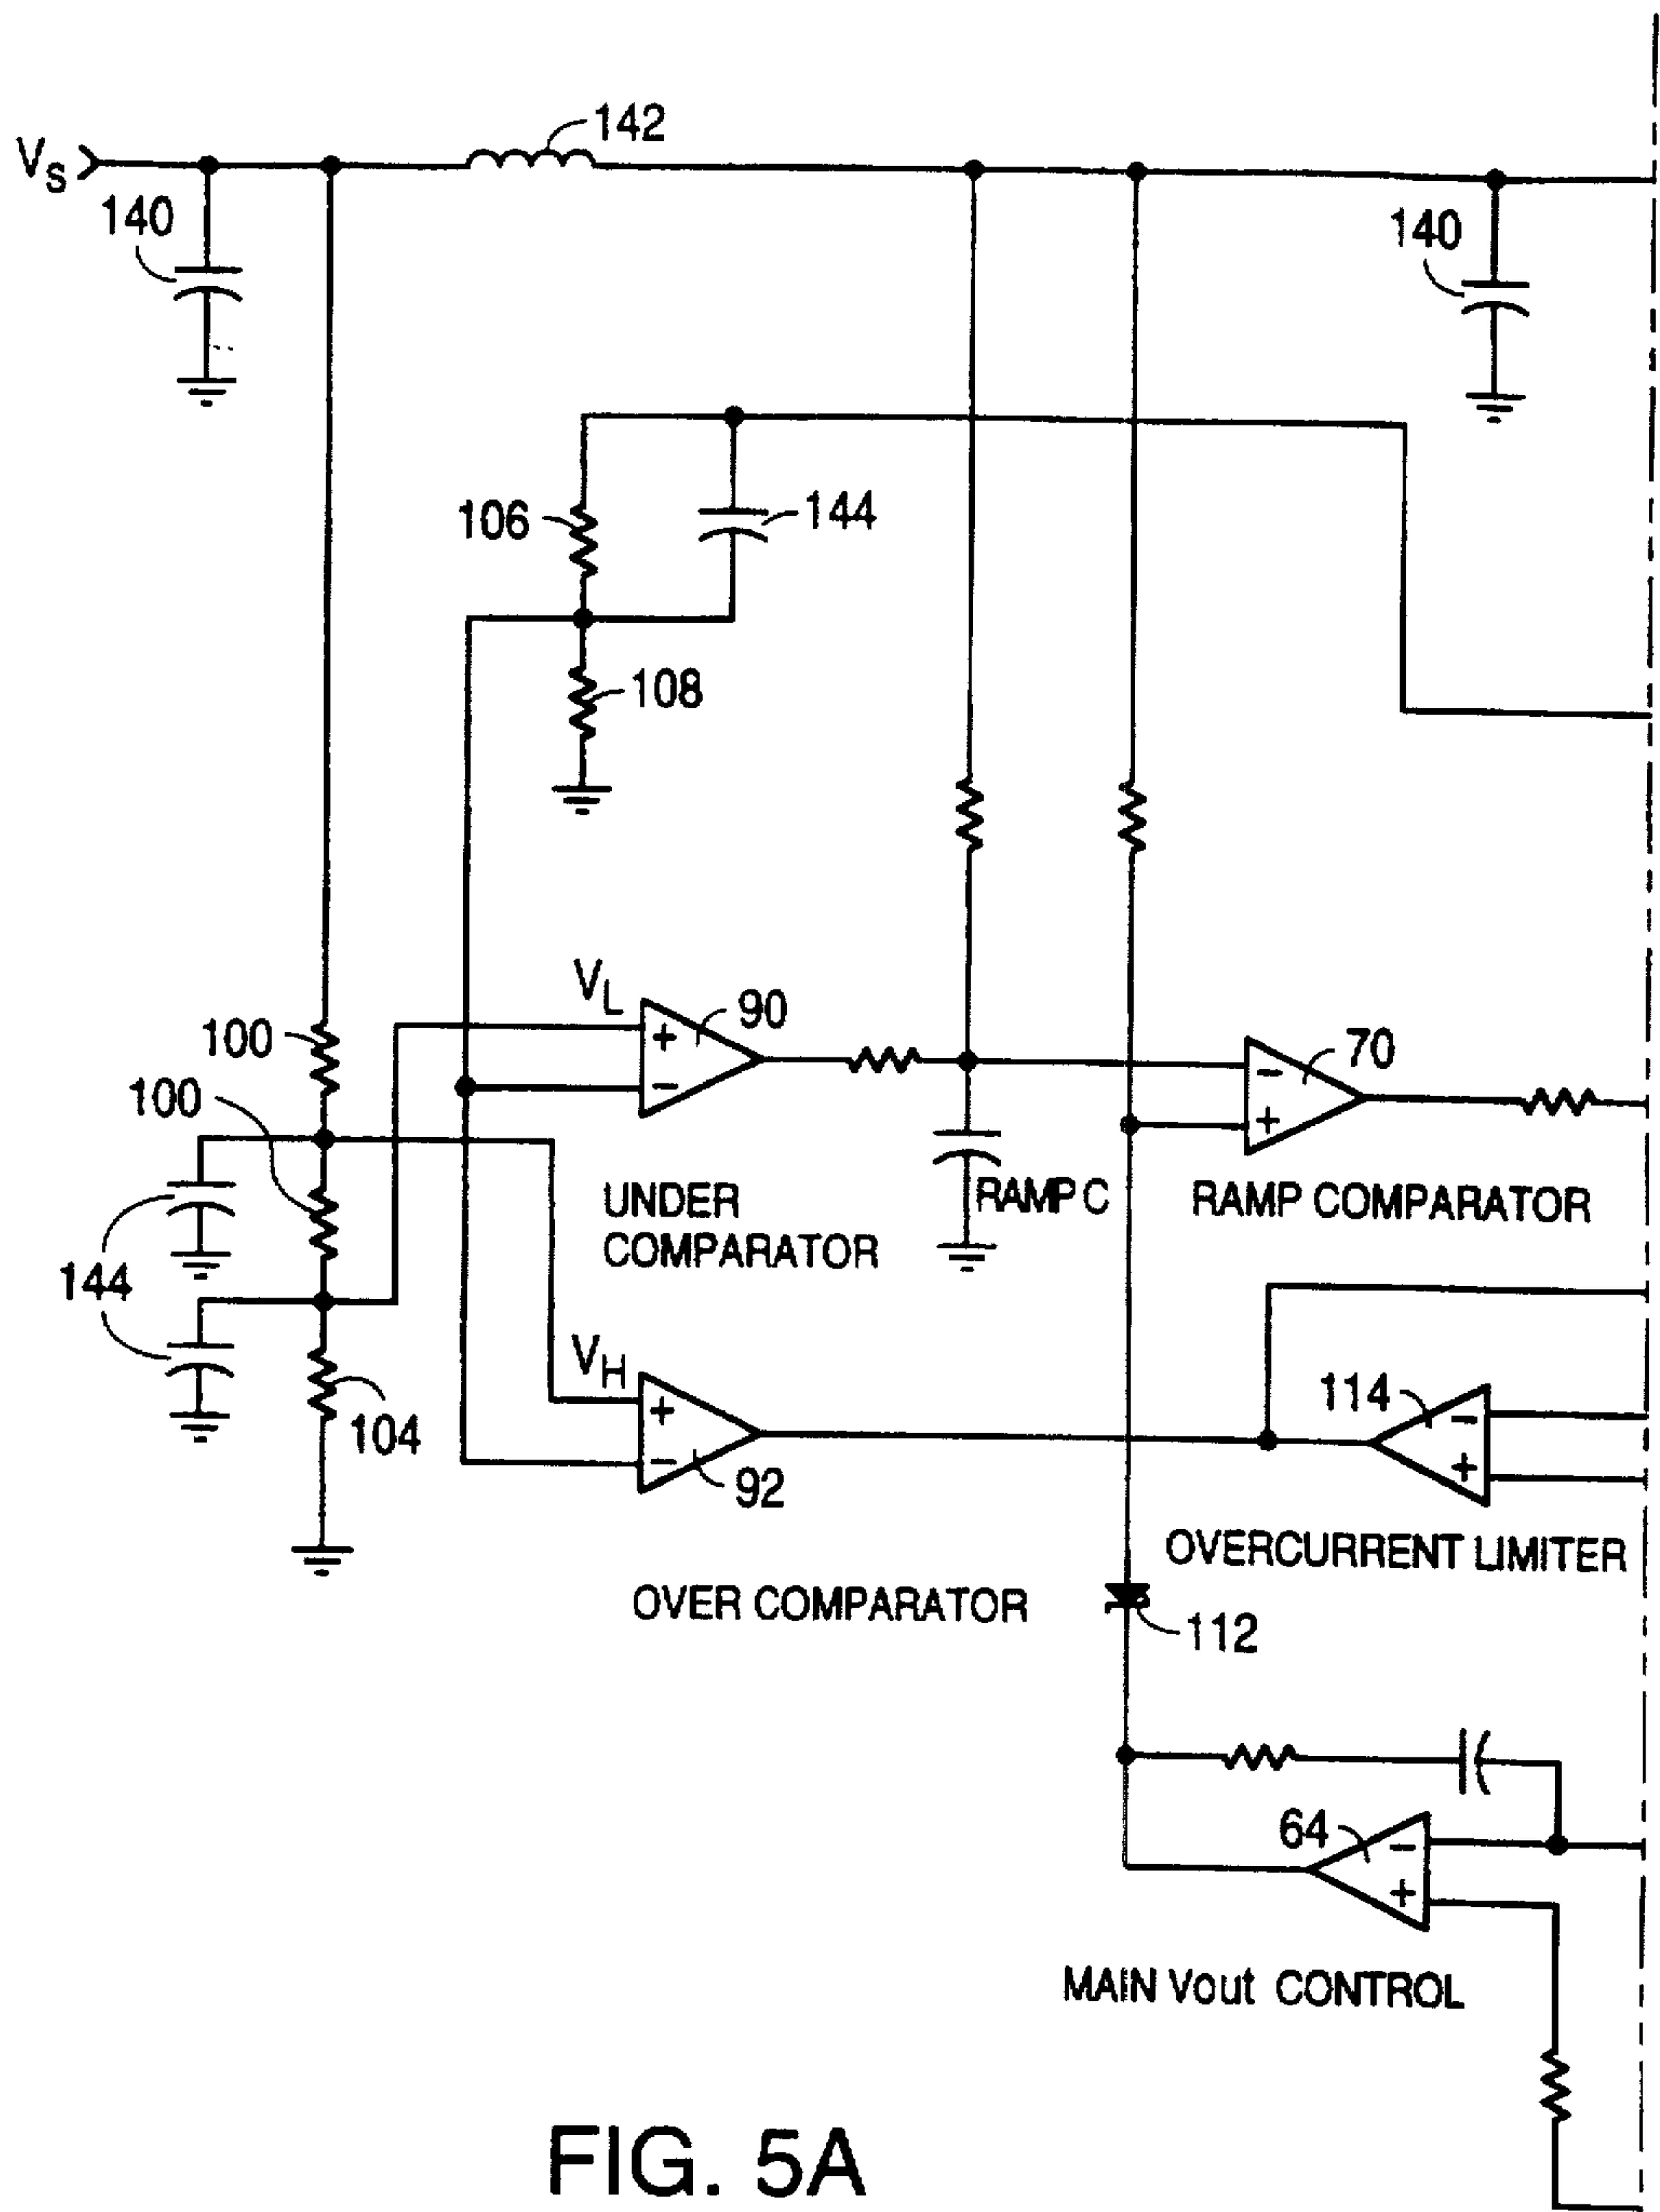 142
VS
140
140
106
144
108
VL
90
100
70
100
RAMP C
UNDER
COMPARATOR
RAMP COMPARATOR
144
VH
114
104
92
OVERCURRENT LIMITER
OVER COMPARATOR
112
64
MAIN Vout CONTROL
FIG. 5A